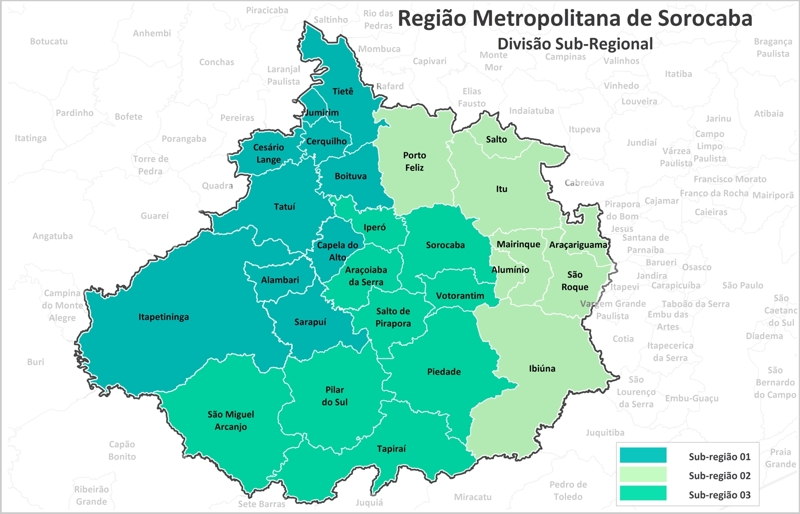 Região Metropolitana de Sorocaba
Divisão Sub-Regional
Piracicaba
Saltinho
Rio das
Pedras
Anhembi
Botucatu
Mombuca
Conchas
Laranjal
Paulista
Rafard
Capivari
Monte
Mor
Campinas
Valinhos
Bragança
Paulista
Itatiba
Vinhedo
Louveira
Elias
Fausto
Indaiatuba
Jarinu
Atibaia
Campo
Limpo
Paulista
Itupeva
Jundiaí
Várzea
Paulista
Pardinho
Bofete
Pereiras
Porangaba
Itatinga
Torre de
Pedra
Quadra
Guareí
Angatuba
Cabreúva
Francisco Morato
Franco da Rocha
Mairiporã
Cajamar
Caieiras
Pirapora
do Bom
Jesus
Santana de
Parnaíba
Barueri
Osasco
Jandira
Itapevi
Carapicuíba
São Paulo
Vargem Grande
Paulista
Taboão da Serra
Embu das
Artes
São
Caetano
do Sul
Diadema
Cotia
Itapecerica
da Serra
São
Lourenço
da Serra
Embu-Guaçu
São
Bernardo
do Campo
Campina
do Monte
Alegre
Buri
Capão
Bonito
Ribeirão
Grande
Sete Barras
Juquiá
Miracatu
Pedro de
Toledo
Juquitiba
Praia
Grande
Tietê
Jumirim
Cerquilho
Cesário
Lange
Boituva
Porto
Feliz
Salto
Itu
Tatuí
Iperó
Capela do
Alto
Sorocaba
Mairinque
Araçariguama
Alumínio
São
Roque
Araçoiaba
da Serra
Alambari
Votorantim
Itapetininga
Sarapuí
Salto de
Pirapora
Piedade
Ibiúna
Pilar
do Sul
São Miguel
Arcanjo
Tapiraí
Sub-região 01
Sub-região 02
Sub-região 03